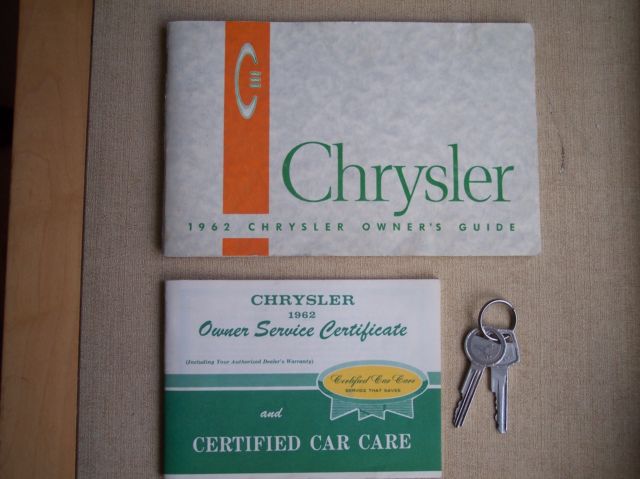 Chrysler
1962 CHRYSLER OWNER'S GUIDE
CHRYSLER
1962
Owner Service Certificate
(Including Your Authorized Dealer's Warranty)
Certified Car Care
SERVICE THAT SAVES
and
CERTIFIED CAR CARE